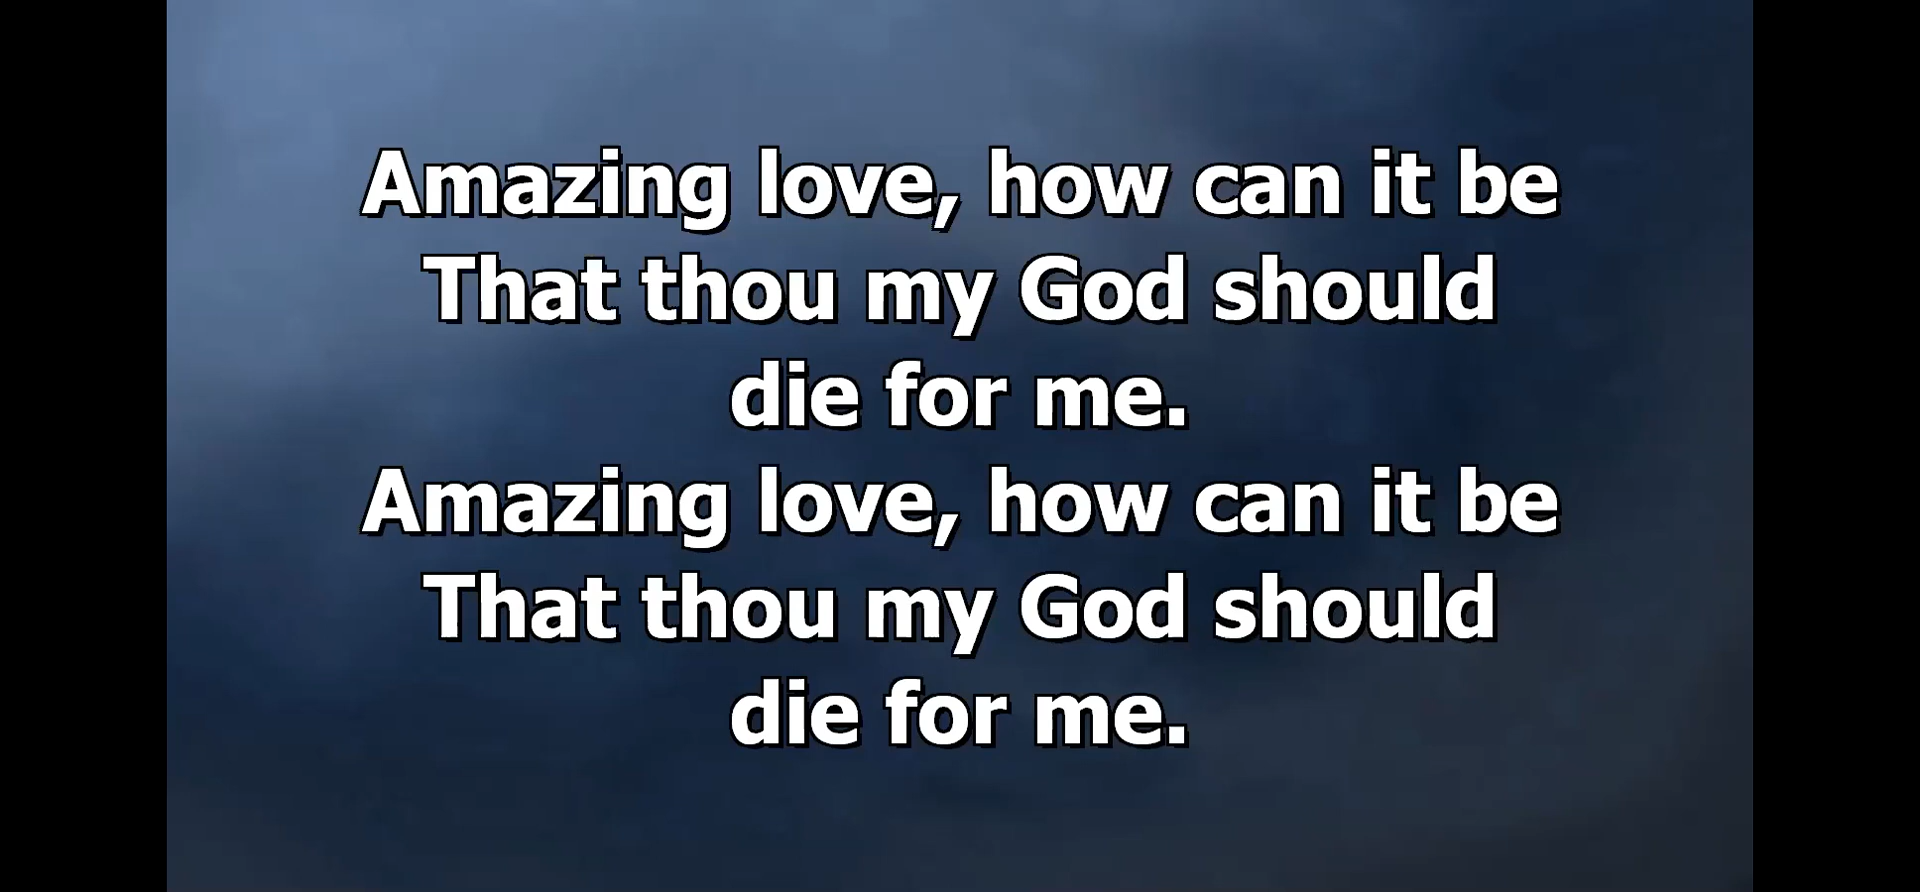 Amazing love, how can it be
That thou my God should
die for me.
Amazing love, how can it be
That thou my God should
die for me.